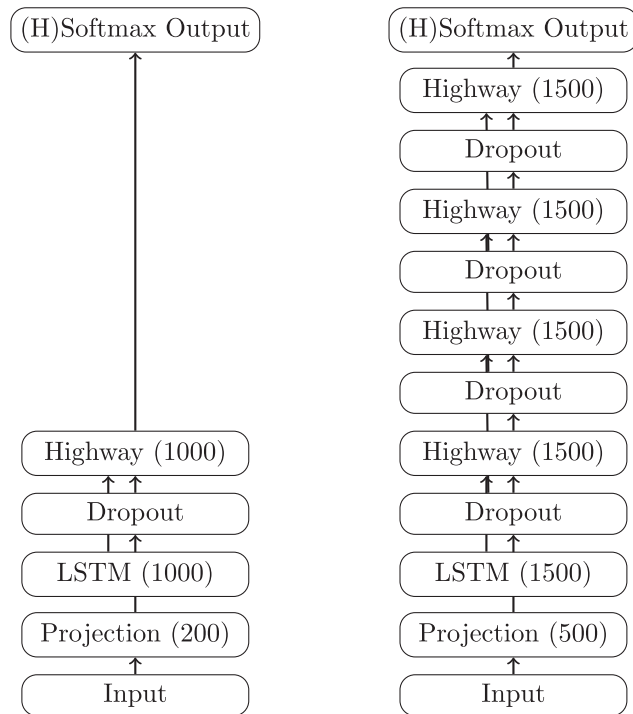 (H)Softmax Output
Highway (1000)
Dropout
LSTM (1000)
Projection (200)
Input
(H)Softmax Output
Highway (1500)
Dropout
Highway (1500)
Dropout
Highway (1500)
Dropout
Highway (1500)
Dropout
LSTM (1500)
Projection (500)
Input